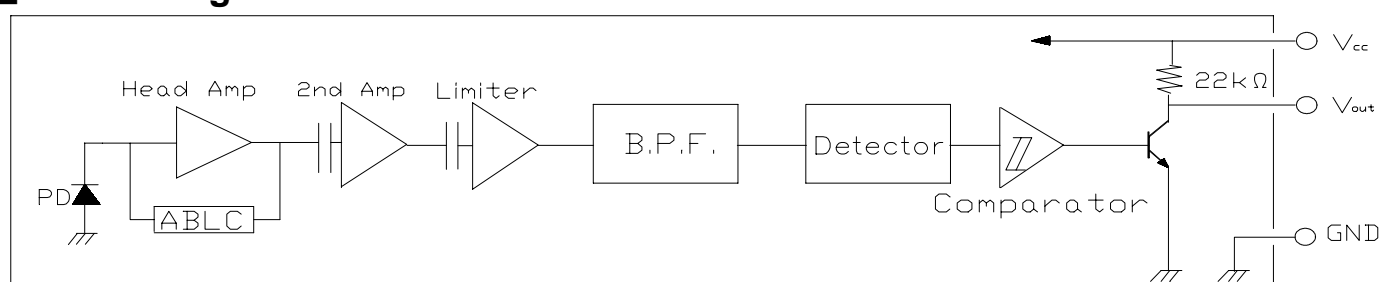 Vcc
Head Amp
2nd Amp
Limiter
22kΩ
Vout
B.P.F.
Detector
PD
ABLC
Comparator
GND